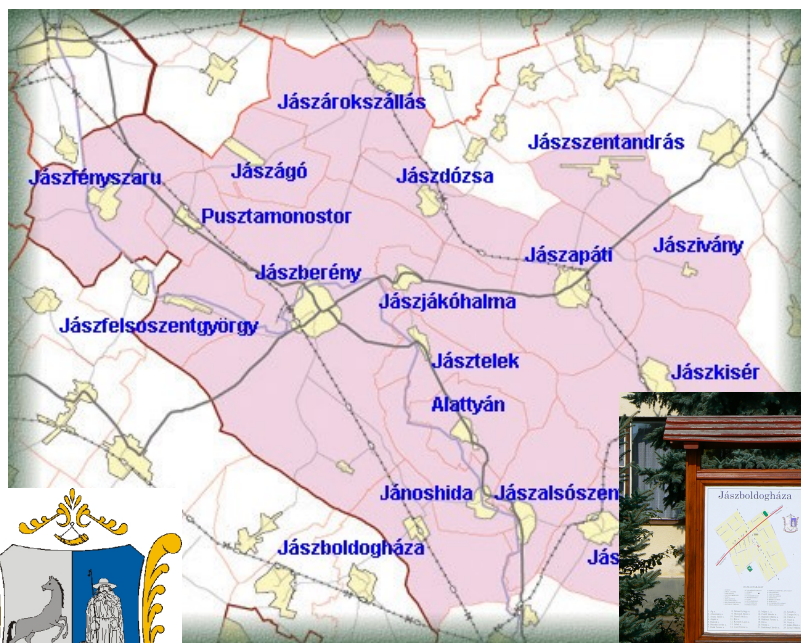 Jászárokszállás
Jászszentandrás
Jászágó
Jászfényszaru
Jászdózsa
Pusztamonostor
Jászivány
Jászapáti
Jászberény
Jászjákóhalma
Jászfelsoszentgyörgy
Jásztelek
Jászkisér
Alattyán
Jánoshida
Jászalsószen
Jászboldogháza
Jászboldogháza
Jás